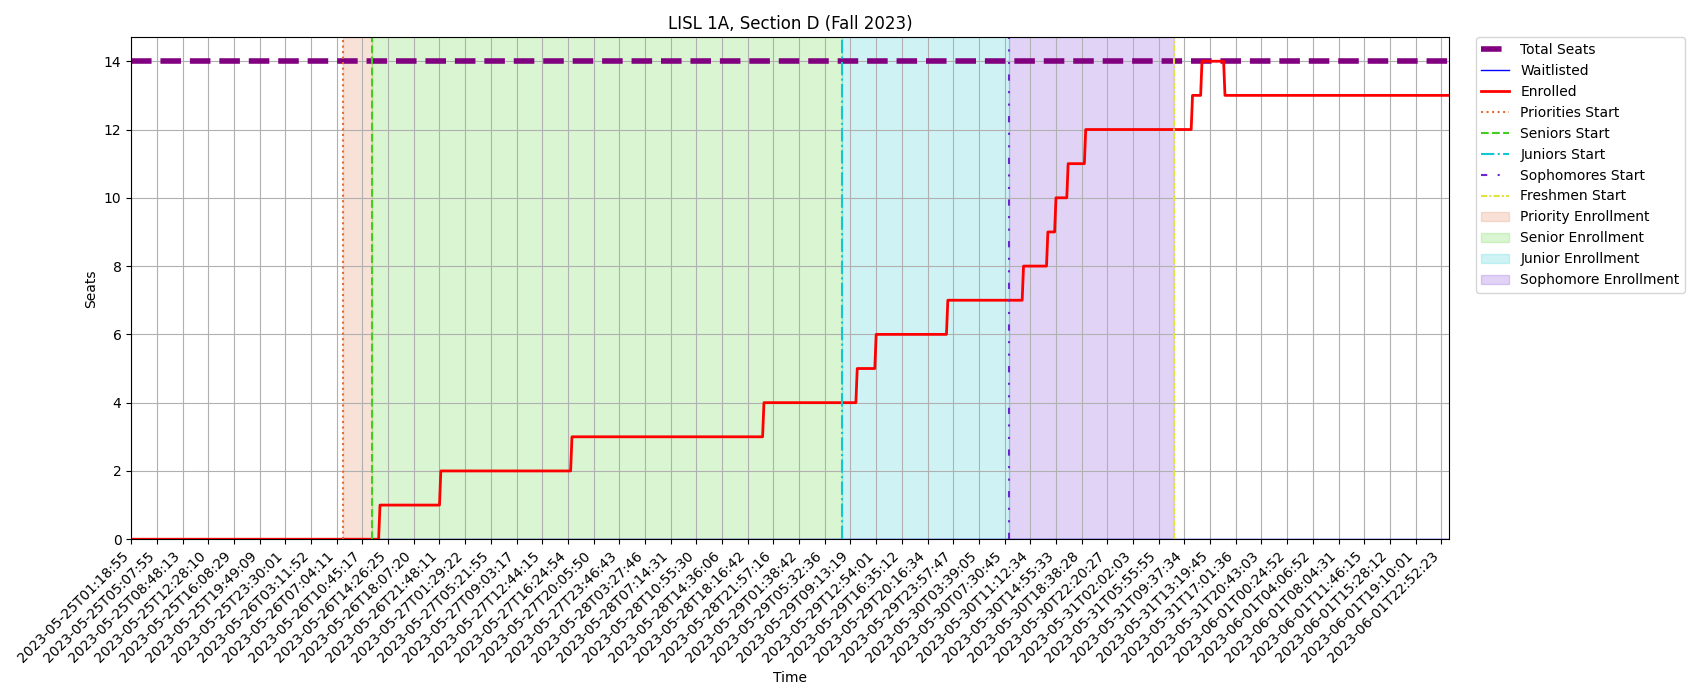 LISL 1A, Section D (Fall 2023)
Total Seats
Waitlisted
Enrolled
Priorities Start
Seniors Start
Juniors Start
Sophomores Start
Freshmen Start
Priority Enrollment
Senior Enrollment
Junior Enrollment
Sophomore Enrollment
Seats
14
12
10
8
6
4
2
0
2023-05-25T01:18:55
2023-05-25T05:07:55
2023-05-25T08:48:13
2023-05-25T12:28:10
2023-05-25T16:08:29
2023-05-25T19:49:09
2023-05-25T23:30:01
2023-05-26T03:11:52
2023-05-26T07:04:11
2023-05-26T10:45:17
2023-05-26T14:26:25
2023-05-26T18:07:20
2023-05-26T21:48:11
2023-05-27T01:29:22
2023-05-27T05:21:55
2023-05-27T09:03:17
2023-05-27T12:44:15
2023-05-27T16:24:54
2023-05-27T20:05:50
2023-05-27T23:46:43
2023-05-28T03:27:46
2023-05-28T07:14:31
2023-05-28T10:55:30
2023-05-28T14:36:06
2023-05-28T18:16:42
2023-05-28T21:57:16
2023-05-29T01:38:42
2023-05-29T05:32:36
2023-05-29T09:13:19
2023-05-29T12:54:01
2023-05-29T16:35:12
2023-05-29T20:16:34
2023-05-29T23:57:47
2023-05-30T03:39:05
2023-05-30T07:30:45
2023-05-30T11:12:34
2023-05-30T14:55:33
2023-05-30T18:38:28
2023-05-30T22:20:27
2023-05-31T02:02:03
2023-05-31T05:55:55
2023-05-31T09:37:34
2023-05-31T13:19:45
2023-05-31T17:01:36
2023-05-31T20:43:03
2023-06-01T00:24:52
2023-06-01T04:06:52
2023-06-01T08:04:31
2023-06-01T11:46:15
2023-06-01T15:28:12
2023-06-01T19:10:01
2023-06-01T22:52:23
Time